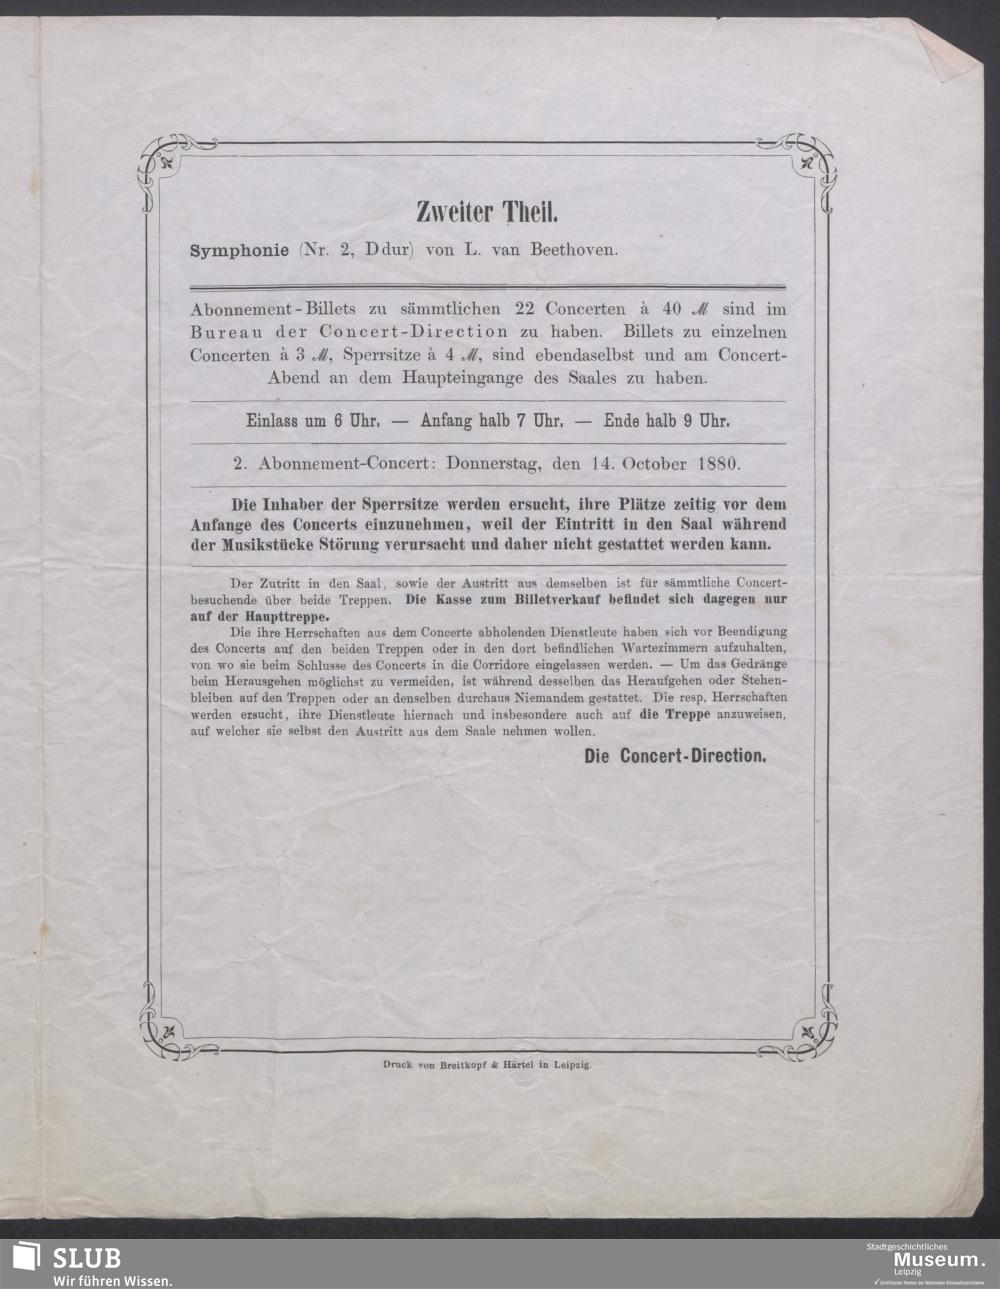 Zweiter Theil.
Symphonie (Nr. 2, Ddur) von L. van Beethoven.
Abonnement-Billets zu sämmtlichen 22 Concerten à 40 ℳ sind im
Bureau der Concert-Direction zu haben. Billets zu einzelnen
Concerten à 3 ℳ, Sperrsitze à 4 ℳ, sind ebendaselbst und am Concert-
Abend an dem Haupteingange des Saales zu haben.
Einlass um 6 Uhr. — Anfang halb 7 Uhr. — Ende halb 9 Uhr.
2. Abonnement-Concert: Donnerstag, den 14. October 1880.
Die Inhaber der Sperrsitze werden ersucht, ihre Plätze zeitig vor dem
Anfange des Concerts einzunehmen, weil der Eintritt in den Saal während
der Musikstücke Störung verursacht und daher nicht gestattet werden kann.
Der Zutritt in den Saal, sowie der Austritt aus demselben ist für sämmtliche Concert-
besuchende über beide Treppen. Die Kasse zum Billetverkauf befindet sich dagegen nur
auf der Haupttreppe.
Die ihre Herrschaften aus dem Concerte abholenden Dienstleute haben sich vor Beendigung
des Concerts auf den beiden Treppen oder in den dort befindlichen Wartezimmern aufzuhalten,
von wo sie beim Schlusse des Concerts in die Corridore eingelassen werden. — Um das Gedränge
beim Herausgehen möglichst zu vermeiden, ist während desselben das Heraufgehen oder Stehen-
bleiben auf den Treppen oder an denselben durchaus Niemandem gestattet. Die resp. Herrschaften
werden ersucht, ihre Dienstleute hiernach und insbesondere auch auf die Treppe anzuweisen,
auf welcher sie selbst den Austritt aus dem Saale nehmen wollen.
Die Concert-Direction.
Druck von Breitkopf & Härtel in Leipzig.
SLUB
Wir führen Wissen.
Stadtgeschichtliches
Museum.
Leipzig
Zertifizierter Partner der Nationalen Klimaschutzinitiative